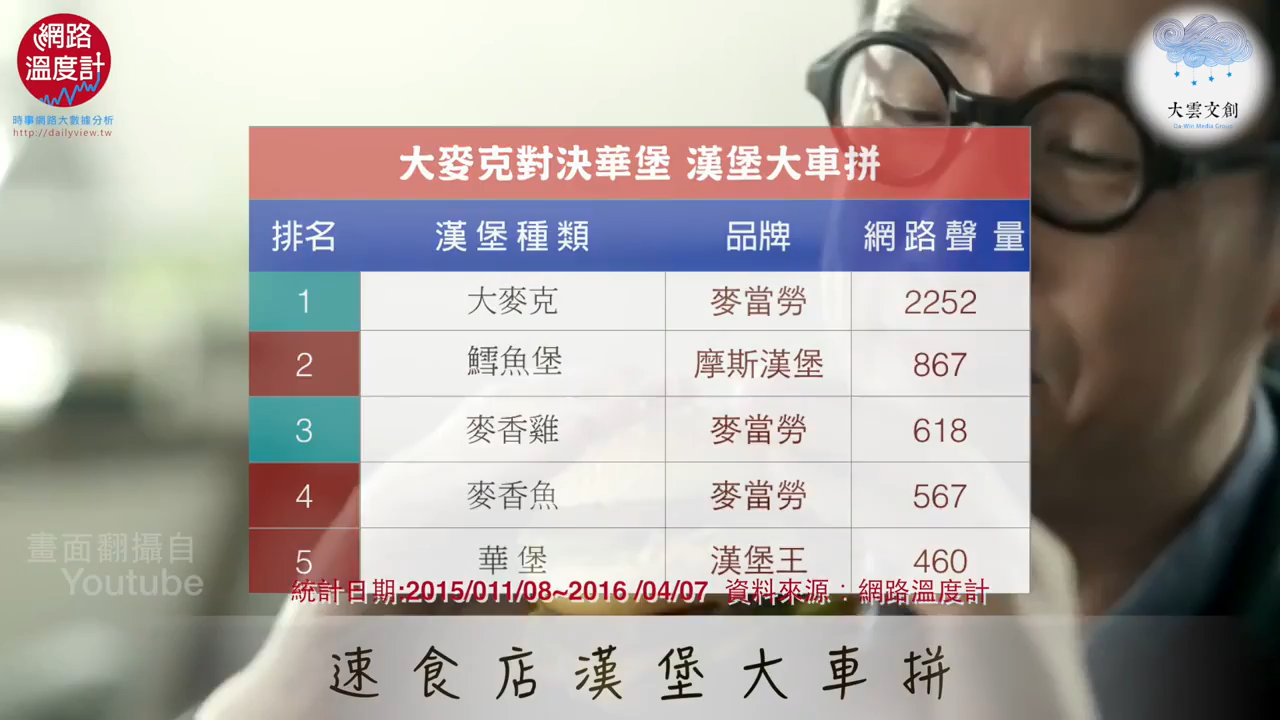 網路
溫度計
時事網路大數據分析
http://dailyview.tw
大雲文創
Da Win Media Group
大麥克對決華堡 漢堡大車拼
排名 漢堡種類 品牌 網路聲量
1 大麥克 麥當勞 2252
2 鱈魚堡 摩斯漢堡 867
3 麥香雞 麥當勞 618
4 麥香魚 麥當勞 567
5 華堡 漢堡王 460
統計日期:2015/011/08~2016 /04/07 資料來源：網路溫度計
畫面翻攝自
Youtube
速食店漢堡大車拼